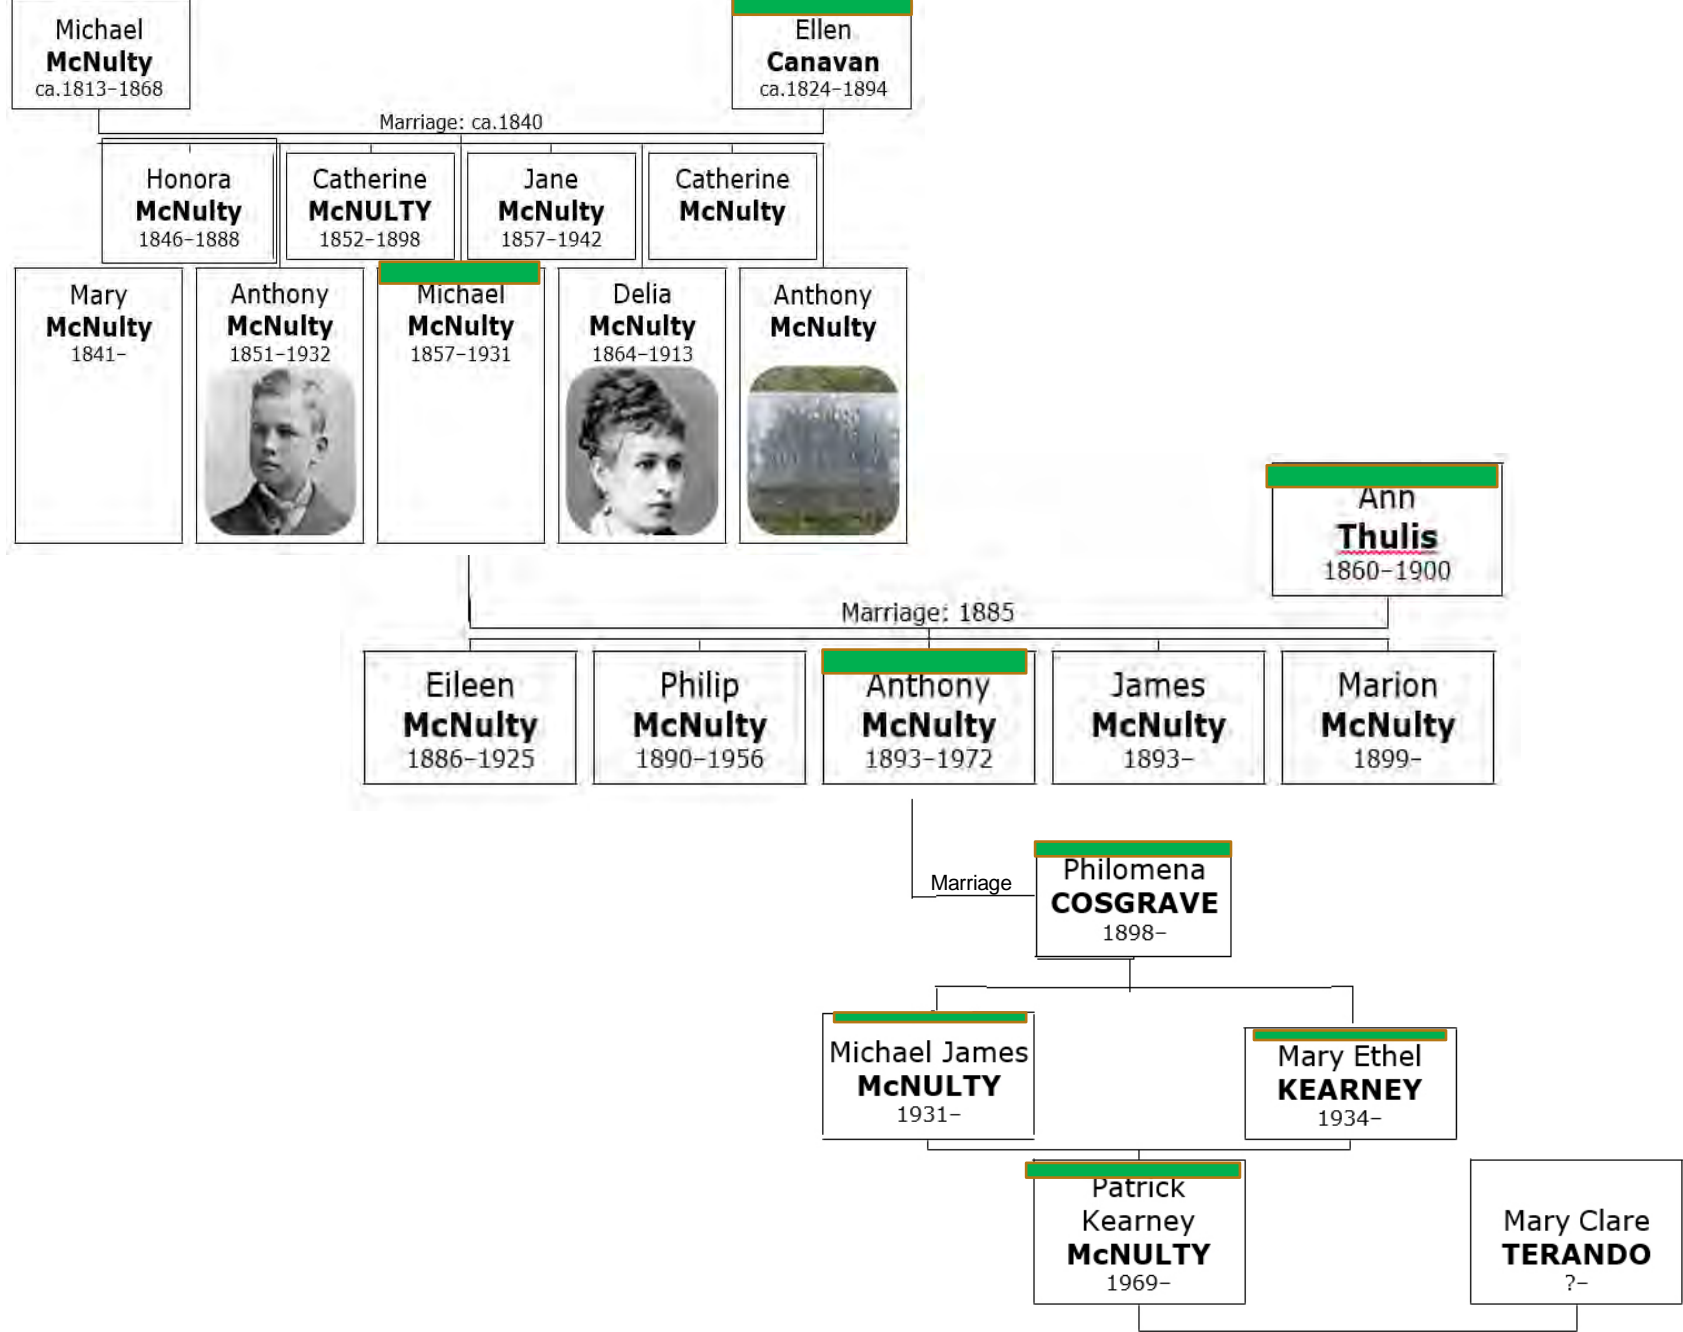 Michael
McNulty
ca.1813–1868
Ellen
Canavan
ca.1824–1894
Marriage: ca.1840
Honora
McNulty
1846–1888
Catherine
McNULTY
1852–1898
Jane
McNulty
1857–1942
Catherine
McNulty
Mary
McNulty
1841–
Anthony
McNulty
1851–1932
Michael
McNulty
1857–1931
Delia
McNulty
1864–1913
Anthony
McNulty
Ann
Thulis
1860–1900
Marriage: 1885
Eileen
McNulty
1886–1925
Philip
McNulty
1890–1956
Anthony
McNulty
1893–1972
James
McNulty
1893–
Marion
McNulty
1899–
Marriage
Philomena
COSGRAVE
1898–
Michael James
McNULTY
1931–
Mary Ethel
KEARNEY
1934–
Patrick
Kearney
McNULTY
1969–
Mary Clare
TERANDO
?–